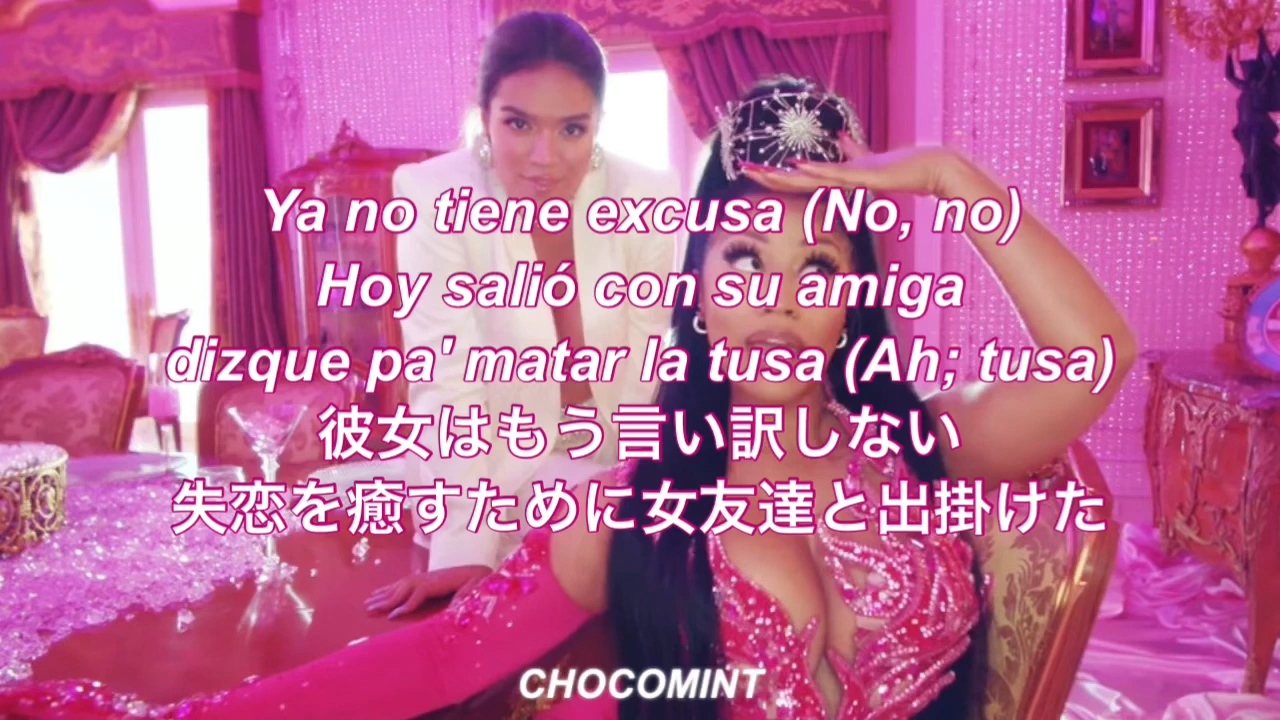 Ya no tiene excusa (No, no)
Hoy salió con su amiga
dizque pa' matar la tusa (Ah; tusa)
彼女はもう言い訳しない
失恋を癒すために女友達と出掛けた
CHOCOMINT